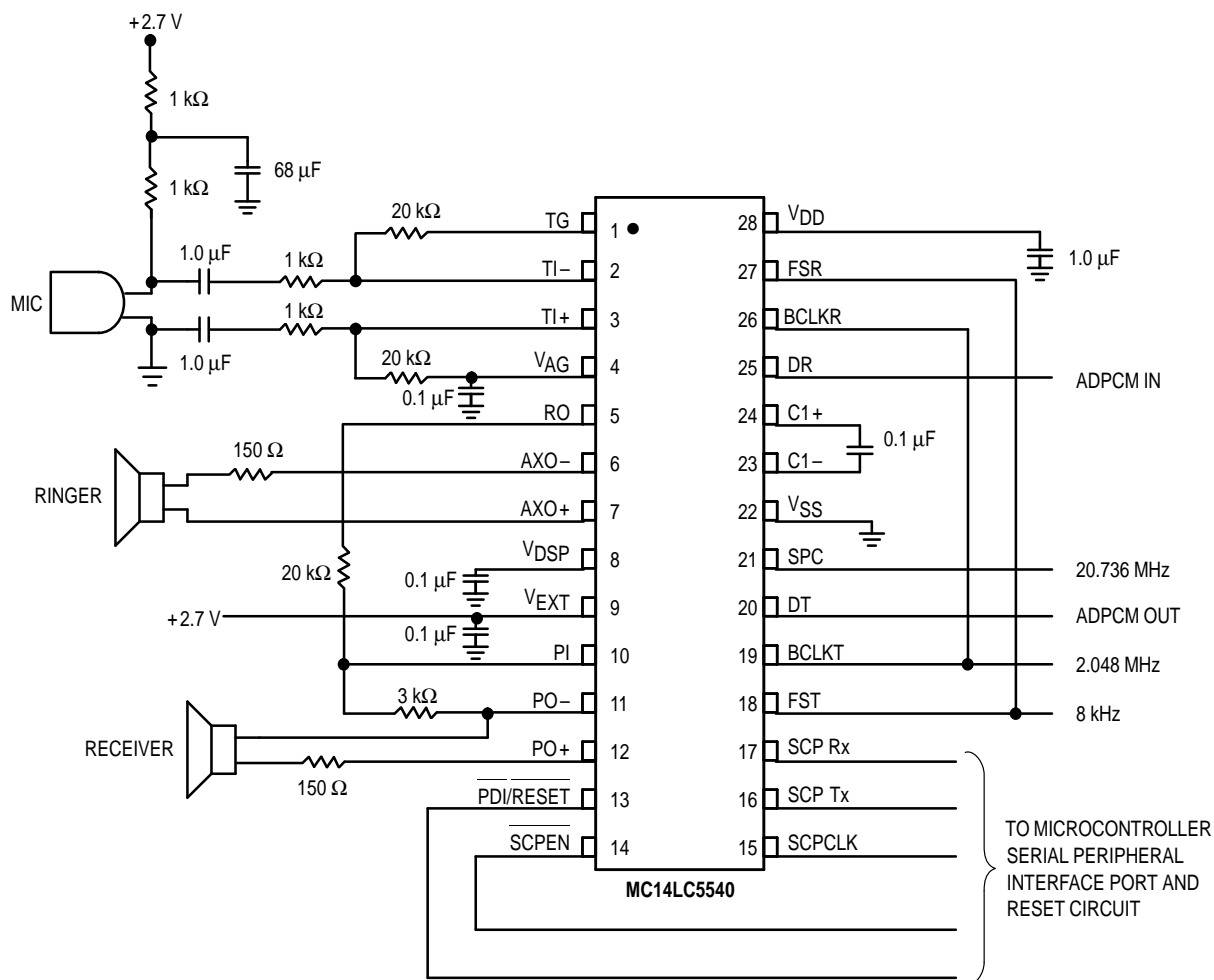 +2.7 V
1 kΩ
68 µF
1 kΩ
20 kΩ
TG
1
28
VDD
1.0 µF
1.0 µF
1 kΩ
TI–
2
27
FSR
MIC
1 kΩ
TI+
3
26
BCLKR
1.0 µF
20 kΩ
VAG
4
25
DR
ADPCM IN
0.1 µF
RO
5
24
C1+
0.1 µF
150 Ω
AXO–
6
23
C1–
RINGER
AXO+
7
22
VSS
VDSP
8
21
SPC
20.736 MHz
20 kΩ
0.1 µF
VEXT
9
20
DT
ADPCM OUT
+2.7 V
0.1 µF
PI
10
19
BCLKT
2.048 MHz
3 kΩ
PO–
11
18
FST
8 kHz
RECEIVER
PO+
12
17
SCP Rx
150 Ω
PDI/RESET
13
16
SCP Tx
SCPEN
14
15
SCPCLK
MC14LC5540
TO MICROCONTROLLER
SERIAL PERIPHERAL
INTERFACE PORT AND
RESET CIRCUIT